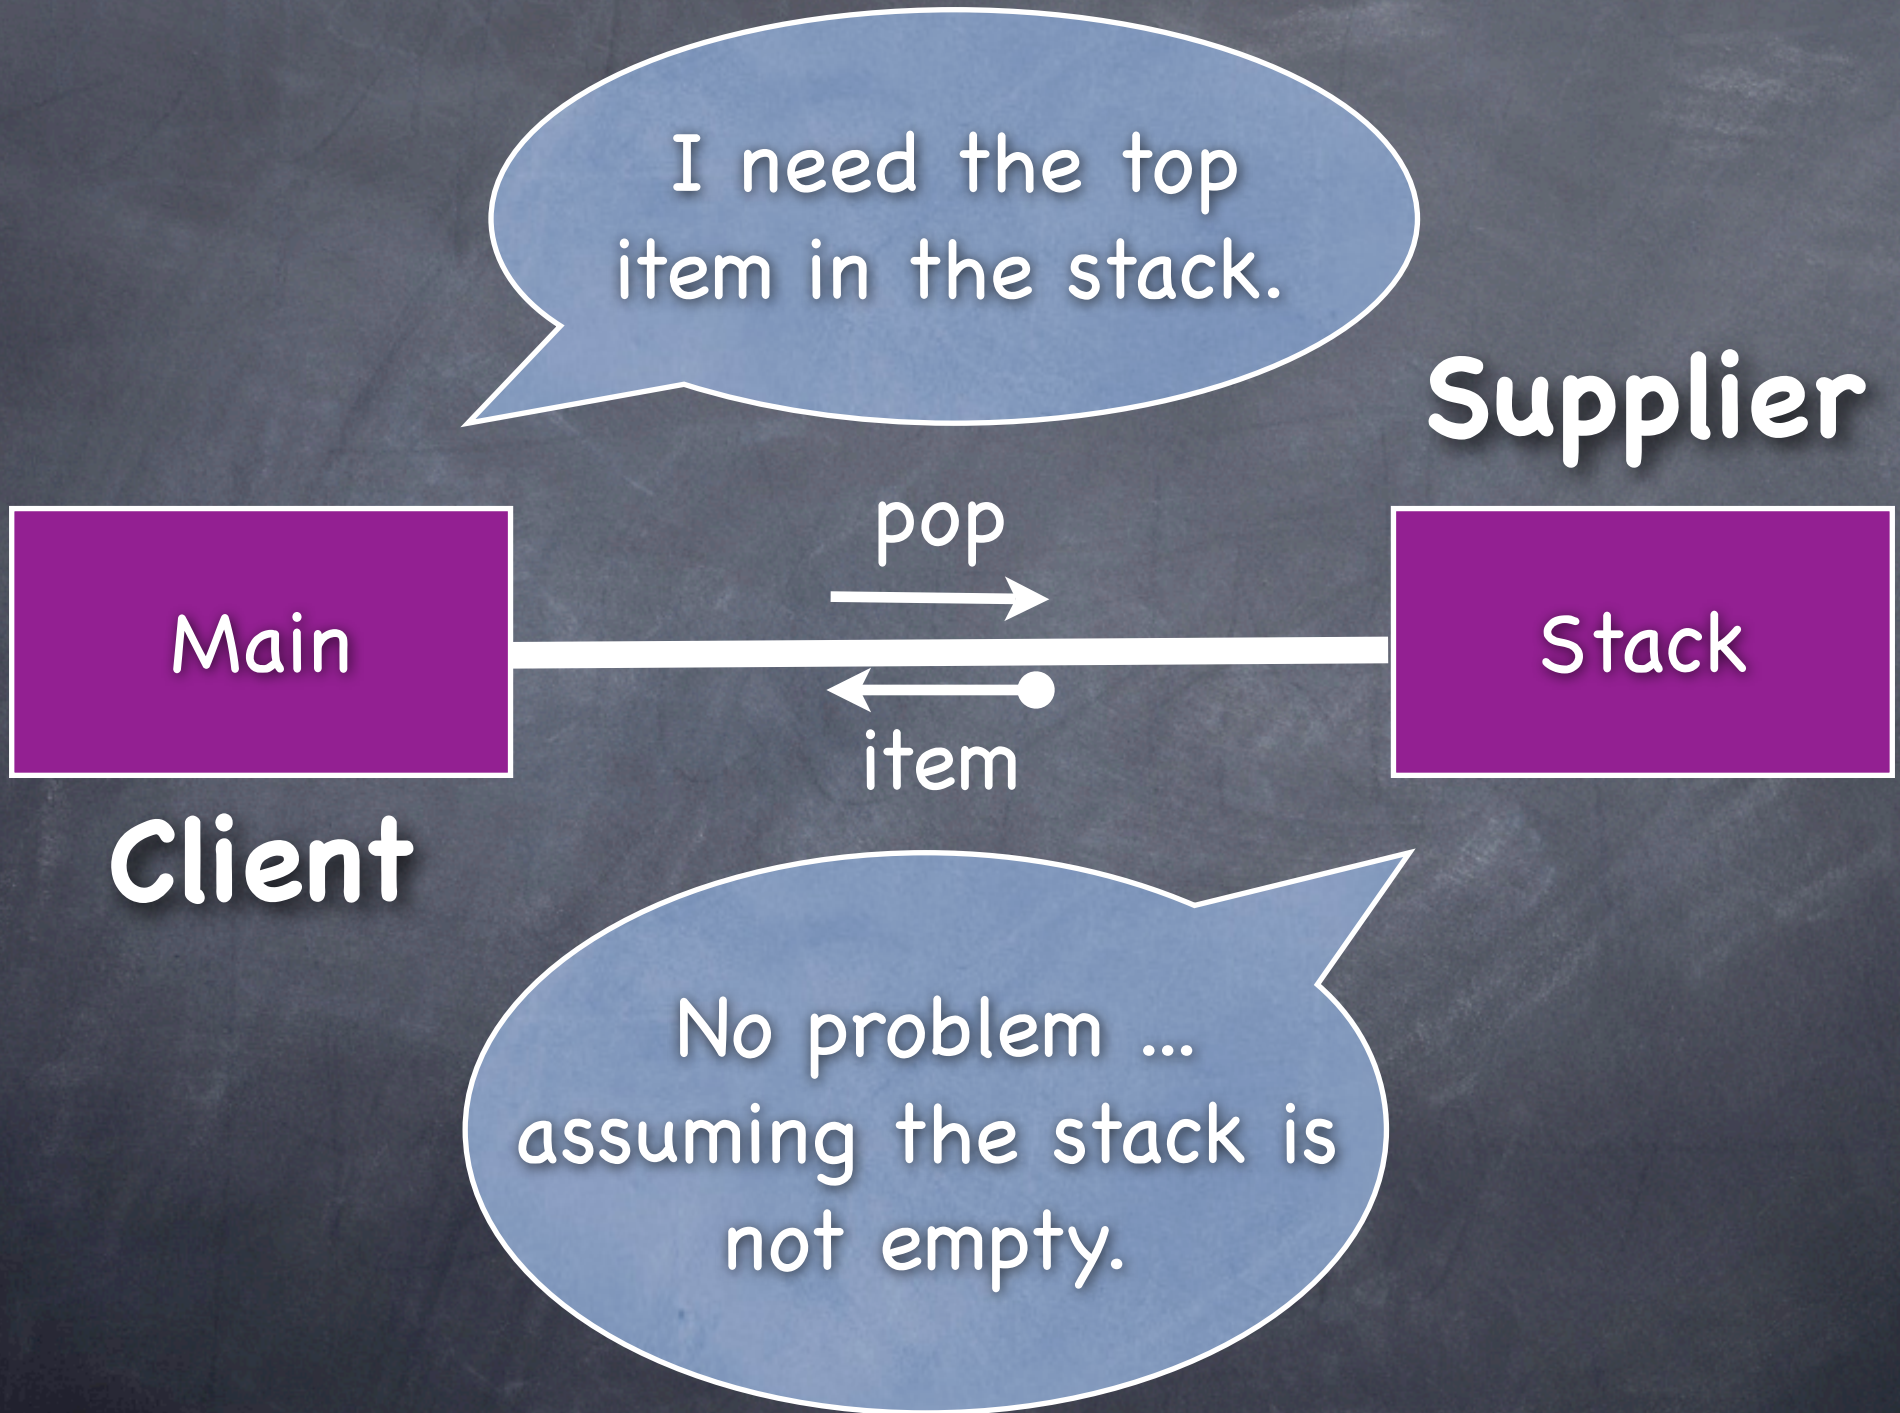 I need the top
item in the stack.
Supplier
pop
Main
Stack
item
Client
No problem ...
assuming the stack is
not empty.